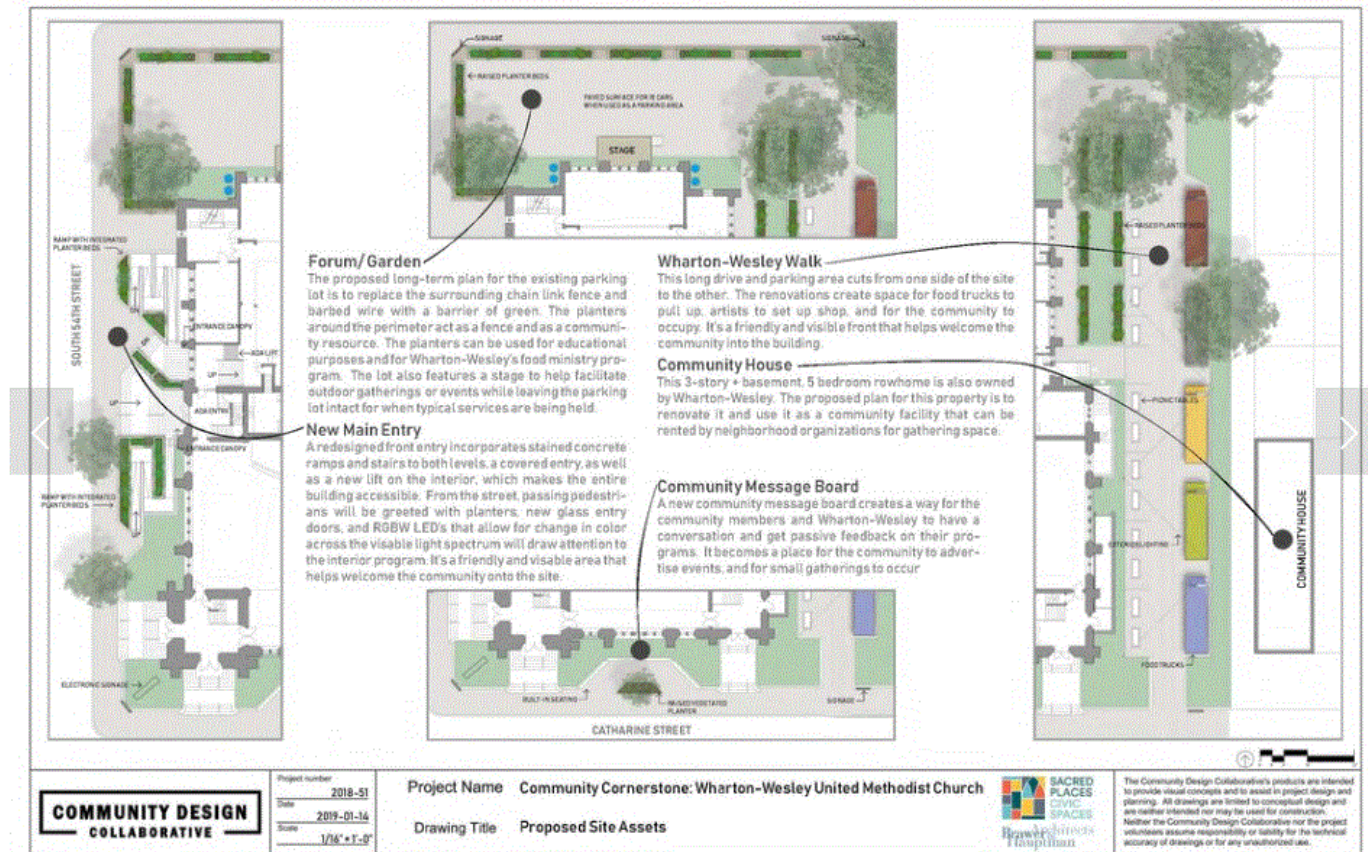 SIGNAGE
SIGNAGE
RAISED PLANTER BEDS
PAVED SURFACE FOR 18 CARS
WHEN USED AS A PARKING AREA
STAGE
RAMP WITH INTEGRATED
PLANTER BEDS
SOUTH 54TH STREET
DN
UP
ENTRANCE CANOPY
ADA LIFT
UP
UP
ADA ENTRY
ENTRANCE CANOPY
RAMP WITH INTEGRATED
PLANTER BEDS
ELECTRONIC SIGNAGE
Forum/Garden
The proposed long-term plan for the existing parking
lot is to replace the surrounding chain link fence and
barbed wire with a barrier of green. The planters
around the perimeter act as a fence and as a communi-
ty resource. The planters can be used for educational
purposes and for Wharton-Wesley's food ministry pro-
gram. The lot also features a stage to help facilitate
outdoor gatherings or events while leaving the parking
lot intact for when typical services are being held.
New Main Entry
A redesigned front entry incorporates stained concrete
ramps and stairs to both levels, a covered entry, as well
as a new lift on the interior, which makes the entire
building accessible. From the street, passing pedestri-
ans will be greeted with planters, new glass entry
doors, and RGBW LED's that allow for change in color
across the visable light spectrum will draw attention to
the interior program. It's a friendly and visable area that
helps welcome the community onto the site.
Wharton-Wesley Walk
This long drive and parking area cuts from one side of the site
to the other. The renovations create space for food trucks to
pull up, artists to set up shop, and for the community to
occupy. It's a friendly and visible front that helps welcome the
community into the building.
Community House
This 3-story + basement, 5 bedroom rowhome is also owned
by Wharton-Wesley. The proposed plan for this property is to
renovate it and use it as a community facility that can be
rented by neighborhood organizations for gathering space.
Community Message Board
A new community message board creates a way for the
community members and Wharton-Wesley to have a
conversation and get passive feedback on their pro-
grams. It becomes a place for the community to adver-
tise events, and for small gatherings to occur
BUILT-IN SEATING
RAISED VEGETATED
PLANTER
SIGNAGE
CATHARINE STREET
RAISED PLANTER BEDS
PICNIC TABLES
EXTERIOR LIGHTING
FOOD TRUCKS
COMMUNITY HOUSE
COMMUNITY DESIGN
COLLABORATIVE
Project number
2018-51
Date
2019-01-14
Scale
1/16" = 1'-0"
Project Name Community Cornerstone: Wharton-Wesley United Methodist Church
Drawing Title Proposed Site Assets
SACRED
PLACES
CIVIC
SPACES
Brawer &
Hauptman
Architects
The Community Design Collaborative's products are intended
to provide visual concepts and to assist in project design and
planning. All drawings are limited to conceptual design and
are neither intended nor may be used for construction.
Neither the Community Design Collaborative nor the project
volunteers assume responsibility or liability for the technical
accuracy of drawings or for any unauthorized use.